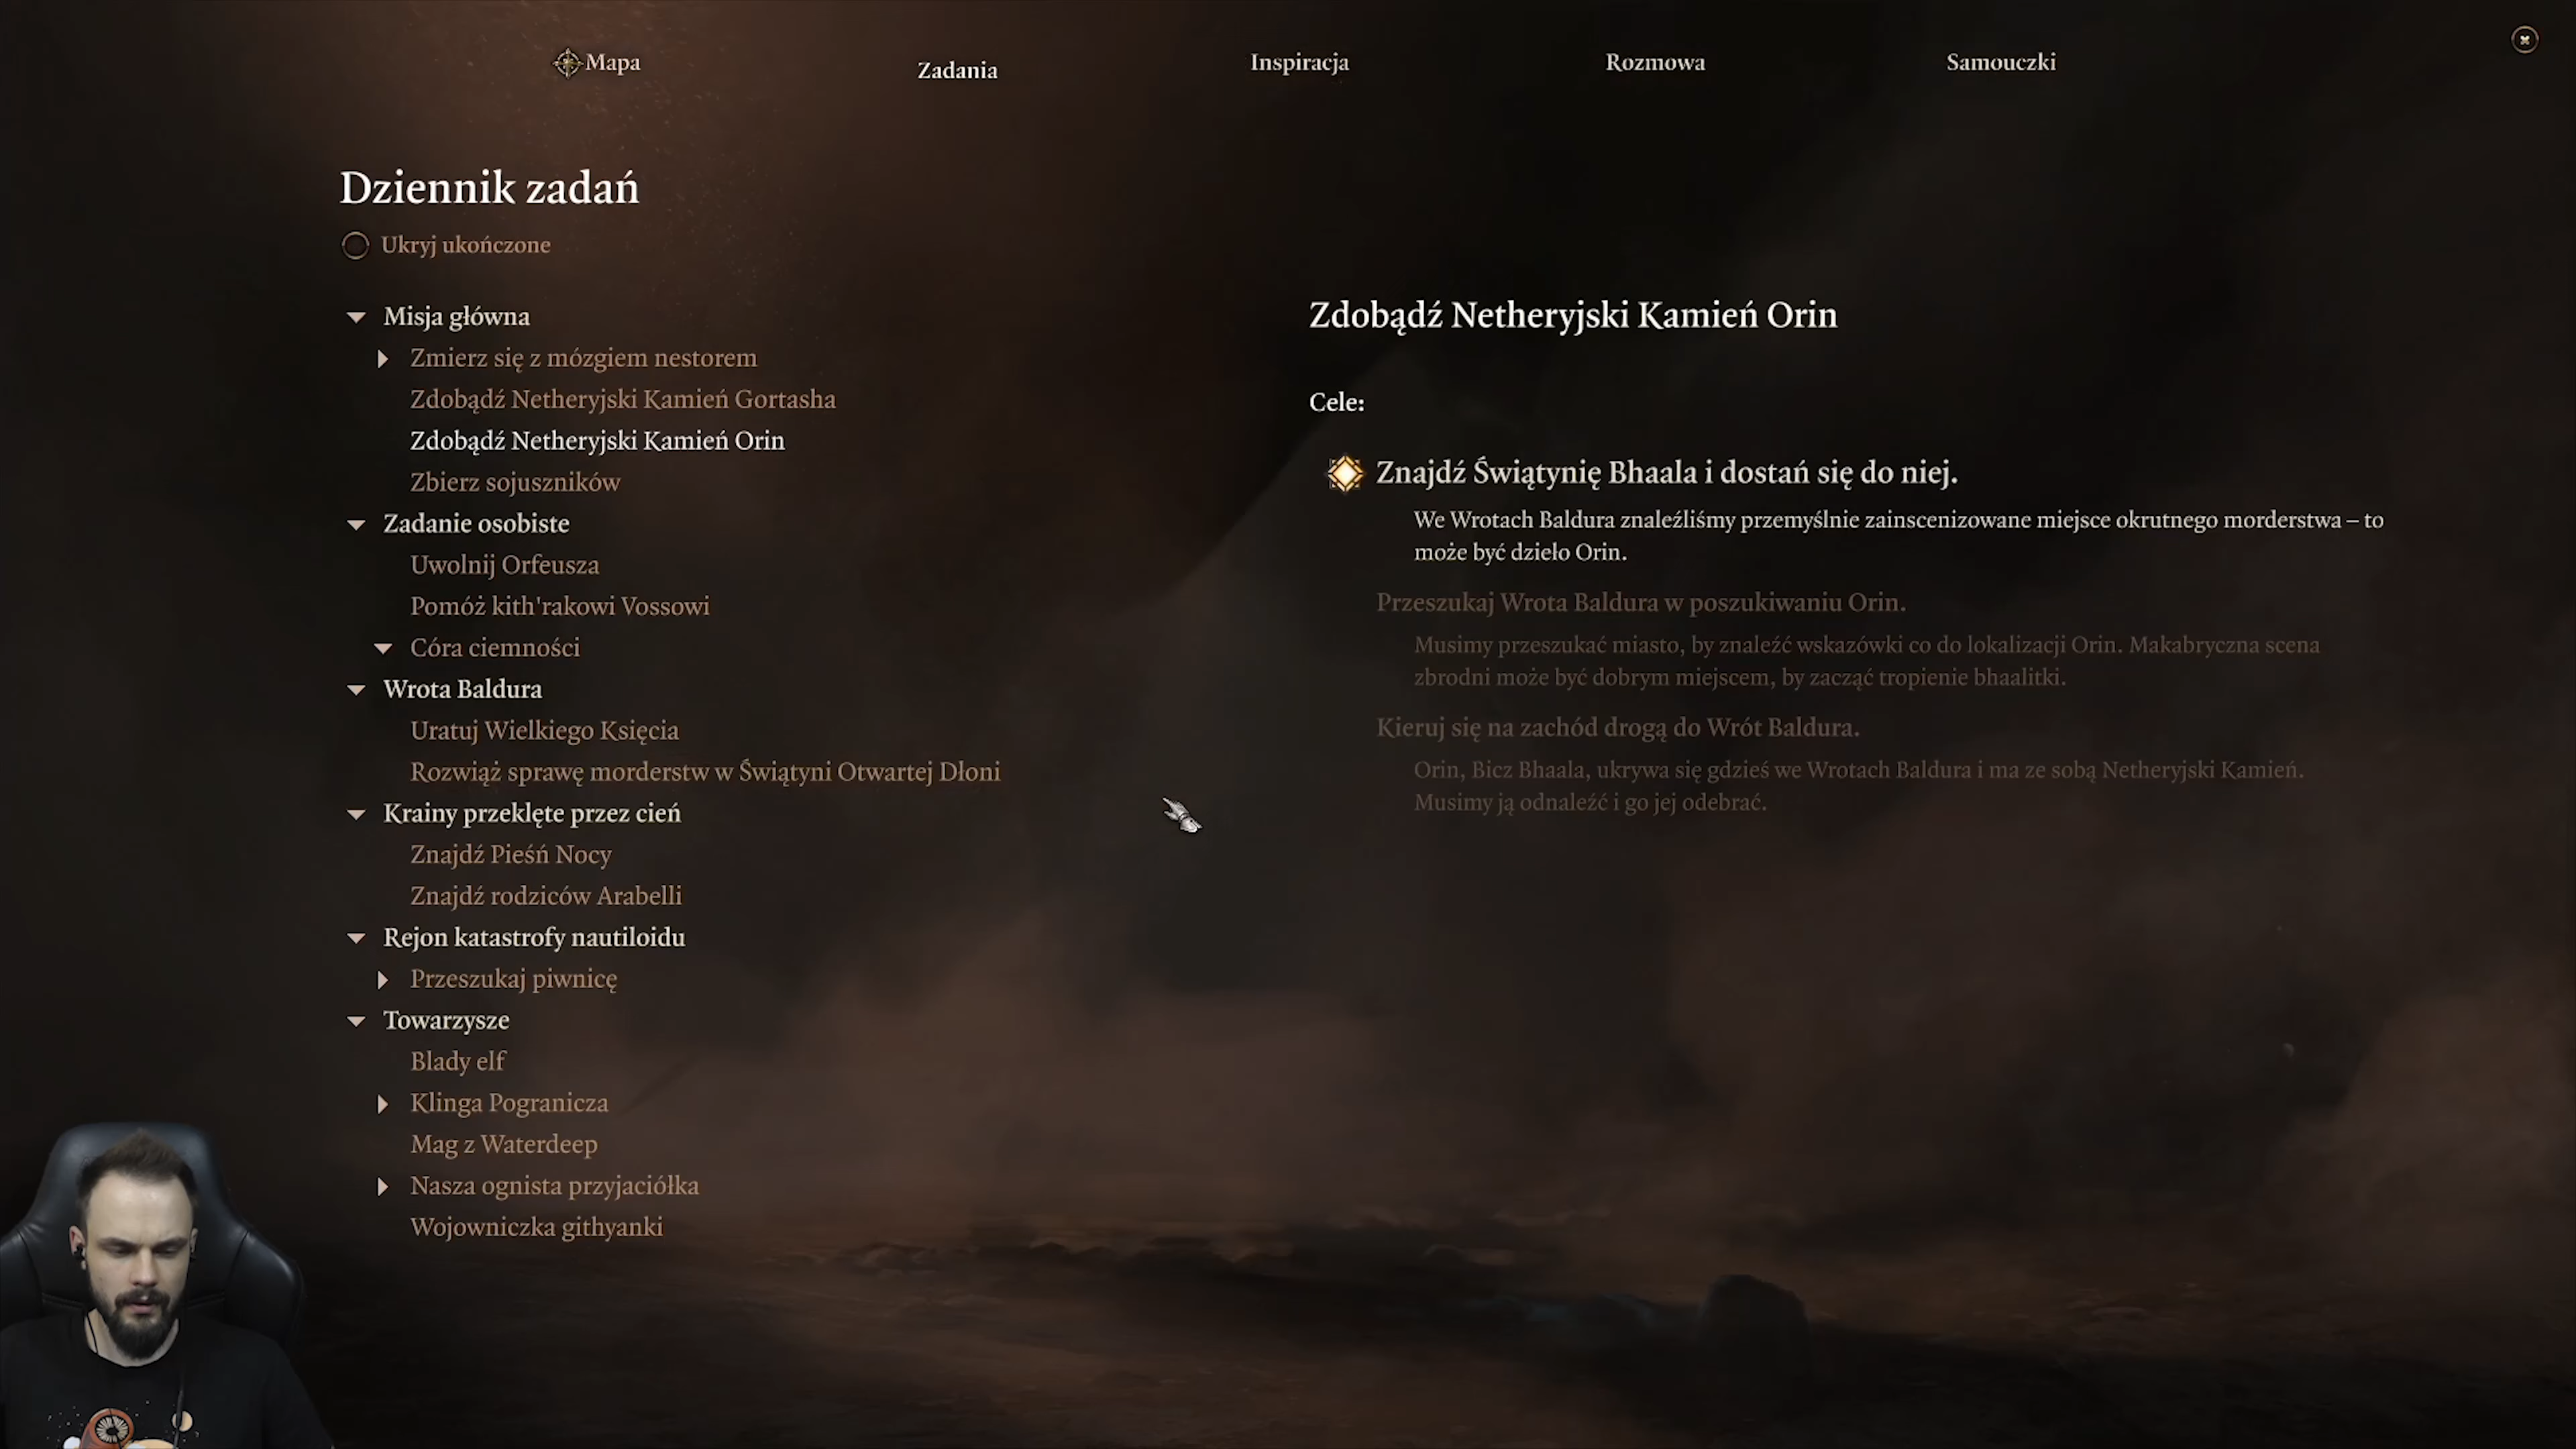 Mapa
Zadania
Inspiracja
Rozmowa
Samouczki
Dziennik zadań
Ukryj ukończone
Misja główna
Zmierz się z mózgiem nestorem
Zdobądź Netheryjski Kamień Gortasha
Zdobądź Netheryjski Kamień Orin
Zbierz sojuszników
Zadanie osobiste
Uwolnij Orfeusza
Pomóż kith'rakowi Vossowi
Córa ciemności
Wrota Baldura
Uratuj Wielkiego Księcia
Rozwiąż sprawę morderstw w Świątyni Otwartej Dłoni
Krainy przeklęte przez cień
Znajdź Pieśń Nocy
Znajdź rodziców Arabelli
Rejon katastrofy nautiloidu
Przeszukaj piwnicę
Towarzysze
Blady elf
Klinga Pogranicza
Mag z Waterdeep
Nasza ognista przyjaciółka
Wojowniczka githyanki
Zdobądź Netheryjski Kamień Orin
Cele:
Znajdź Świątynię Bhaala i dostań się do niej.
We Wrotach Baldura znaleźliśmy przemyślnie zainscenizowane miejsce okrutnego morderstwa – to
może być dzieło Orin.
Przeszukaj Wrota Baldura w poszukiwaniu Orin.
Musimy przeszukać miasto, by znaleźć wskazówki co do lokalizacji Orin. Makabryczna scena
zbrodni może być dobrym miejscem, by zacząć tropienie bhaalitki.
Kieruj się na zachód drogą do Wrót Baldura.
Orin, Bicz Bhaala, ukrywa się gdzieś we Wrotach Baldura i ma ze sobą Netheryjski Kamień.
Musimy ją odnaleźć i go jej odebrać.